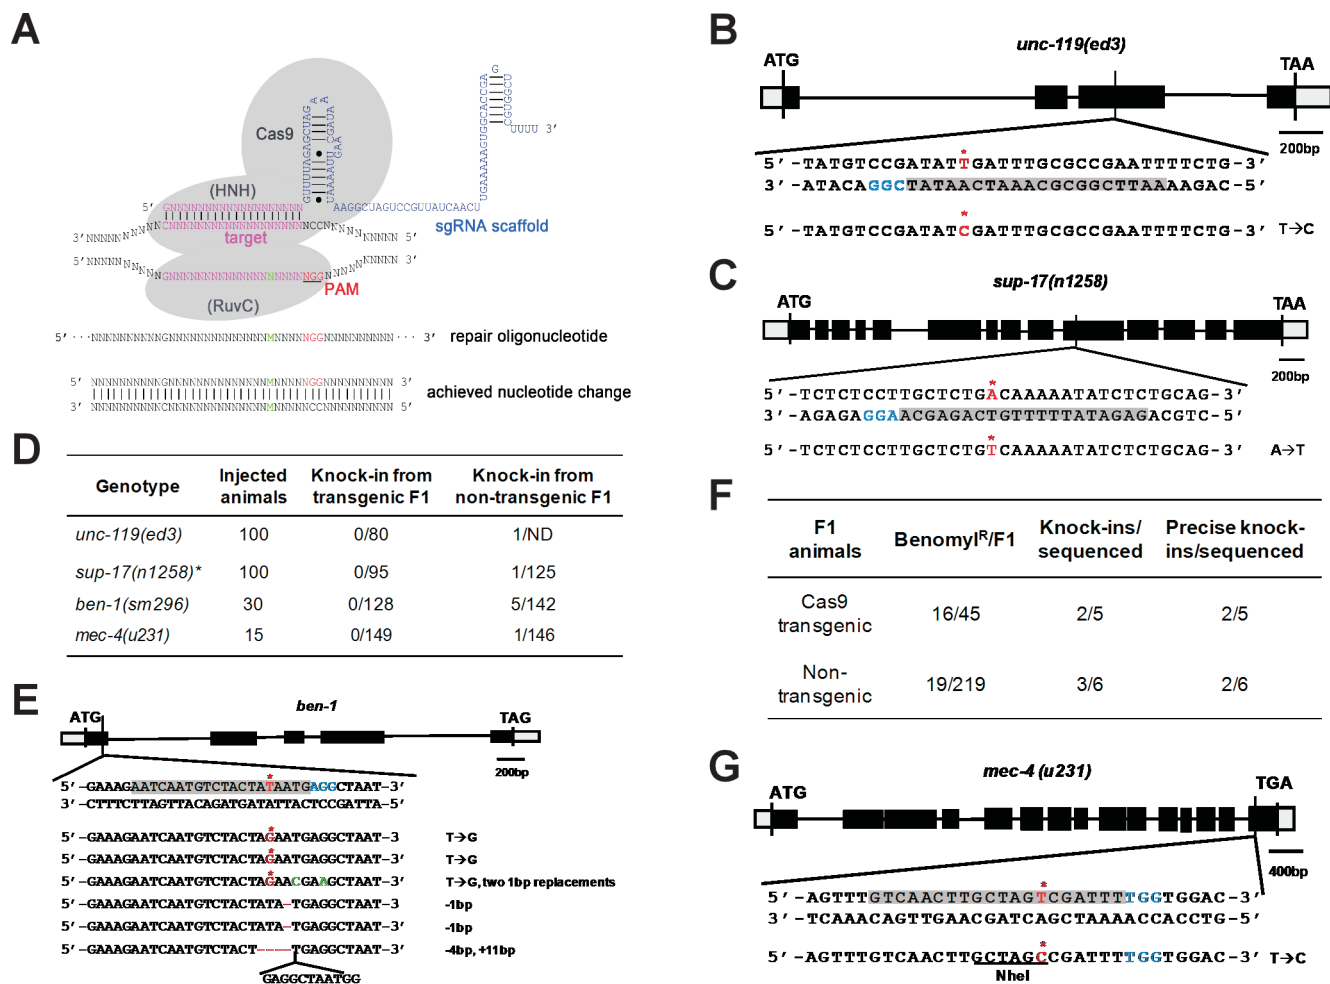 A
Cas9
(HNH)
target
sgRNA scaffold
(RuvC)
PAM
repair oligonucleotide
achieved nucleotide change
B
unc-119(ed3)
ATG
TAA
200bp
5′ -TATGTCCGATATTGATTTGCGCCGAATTTTCTG-3′
3′ -ATACAGGCTATAACTAAACGCGGCTTAAAAGAC-5′
5′ -TATGTCCGATATCGATTTGCGCCGAATTTTCTG-3′
T→C
C
sup-17(n1258)
ATG
TAA
200bp
5′ -TCTCTCCTTGCTCTGACAAAAATATCTCTGCAG-3′
3′ -AGAGAGGAACGAGACTGTTTTTATAGAGACGTC-5′
5′ -TCTCTCCTTGCTCTGTCAAAAATATCTCTGCAG-3′
A→T
D
Genotype
Injected animals
Knock-in from transgenic F1
Knock-in from non-transgenic F1
unc-119(ed3) 100 0/80 1/ND
sup-17(n1258)* 100 0/95 1/125
ben-1(sm296) 30 0/128 5/142
mec-4(u231) 15 0/149 1/146
E
ben-1
ATG
TAG
200bp
5′ -GAAAGAATCAATGTCTACTATAATGAGGCTAAT-3′
3′ -CTTTCTTAGTTACAGATGATATTACTCCGATTA-5′
5′ -GAAAGAATCAATGTCTACTAGAATGAGGCTAAT-3′ T→G
5′ -GAAAGAATCAATGTCTACTAGAATGAGGCTAAT-3′ T→G
5′ -GAAAGAATCAATGTCTACTAGAACGAAGCTAAT-3′ T→G, two 1bp replacements
5′ -GAAAGAATCAATGTCTACTATA-TGAGGCTAAT-3′ -1bp
5′ -GAAAGAATCAATGTCTACTATA-TGAGGCTAAT-3′ -1bp
5′ -GAAAGAATCAATGTCTACT----TGAGGCTAAT-3′ -4bp, +11bp
GAGGCTAATGG
F
F1 animals
Benomylᴿ/F1
Knock-ins/ sequenced
Precise knock-ins/sequenced
Cas9 transgenic 16/45 2/5 2/5
Non-transgenic 19/219 3/6 2/6
G
mec-4 (u231)
ATG
TGA
400bp
5′ -AGTTTGTCAACTTGCTAGTCGATTTTTGGTGGAC-3′
3′ -TCAAACAGTTGAACGATCAGCTAAAACCACCTG-5′
5′ -AGTTTGTCAACTTGCTAGCCGATTTTTGGTGGAC-3′
T→C
NheI